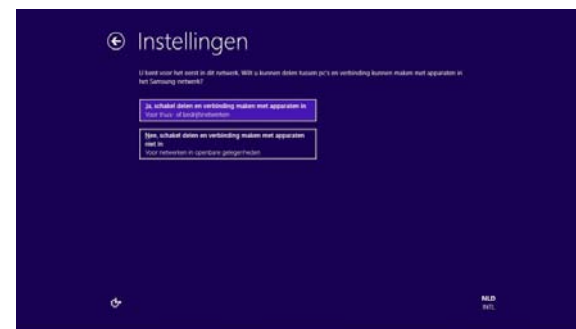 Instellingen
U bent voor het eerst in dit netwerk. Wilt u kunnen delen tussen pc's en verbinding kunnen maken met apparaten in
het Samsung netwerk?
Ja, schakel delen en verbinding maken met apparaten in
Voor thuis- of bedrijfsnetwerken
Nee, schakel delen en verbinding maken met apparaten
niet in
Voor netwerken in openbare gelegenheden
NLD
INTL